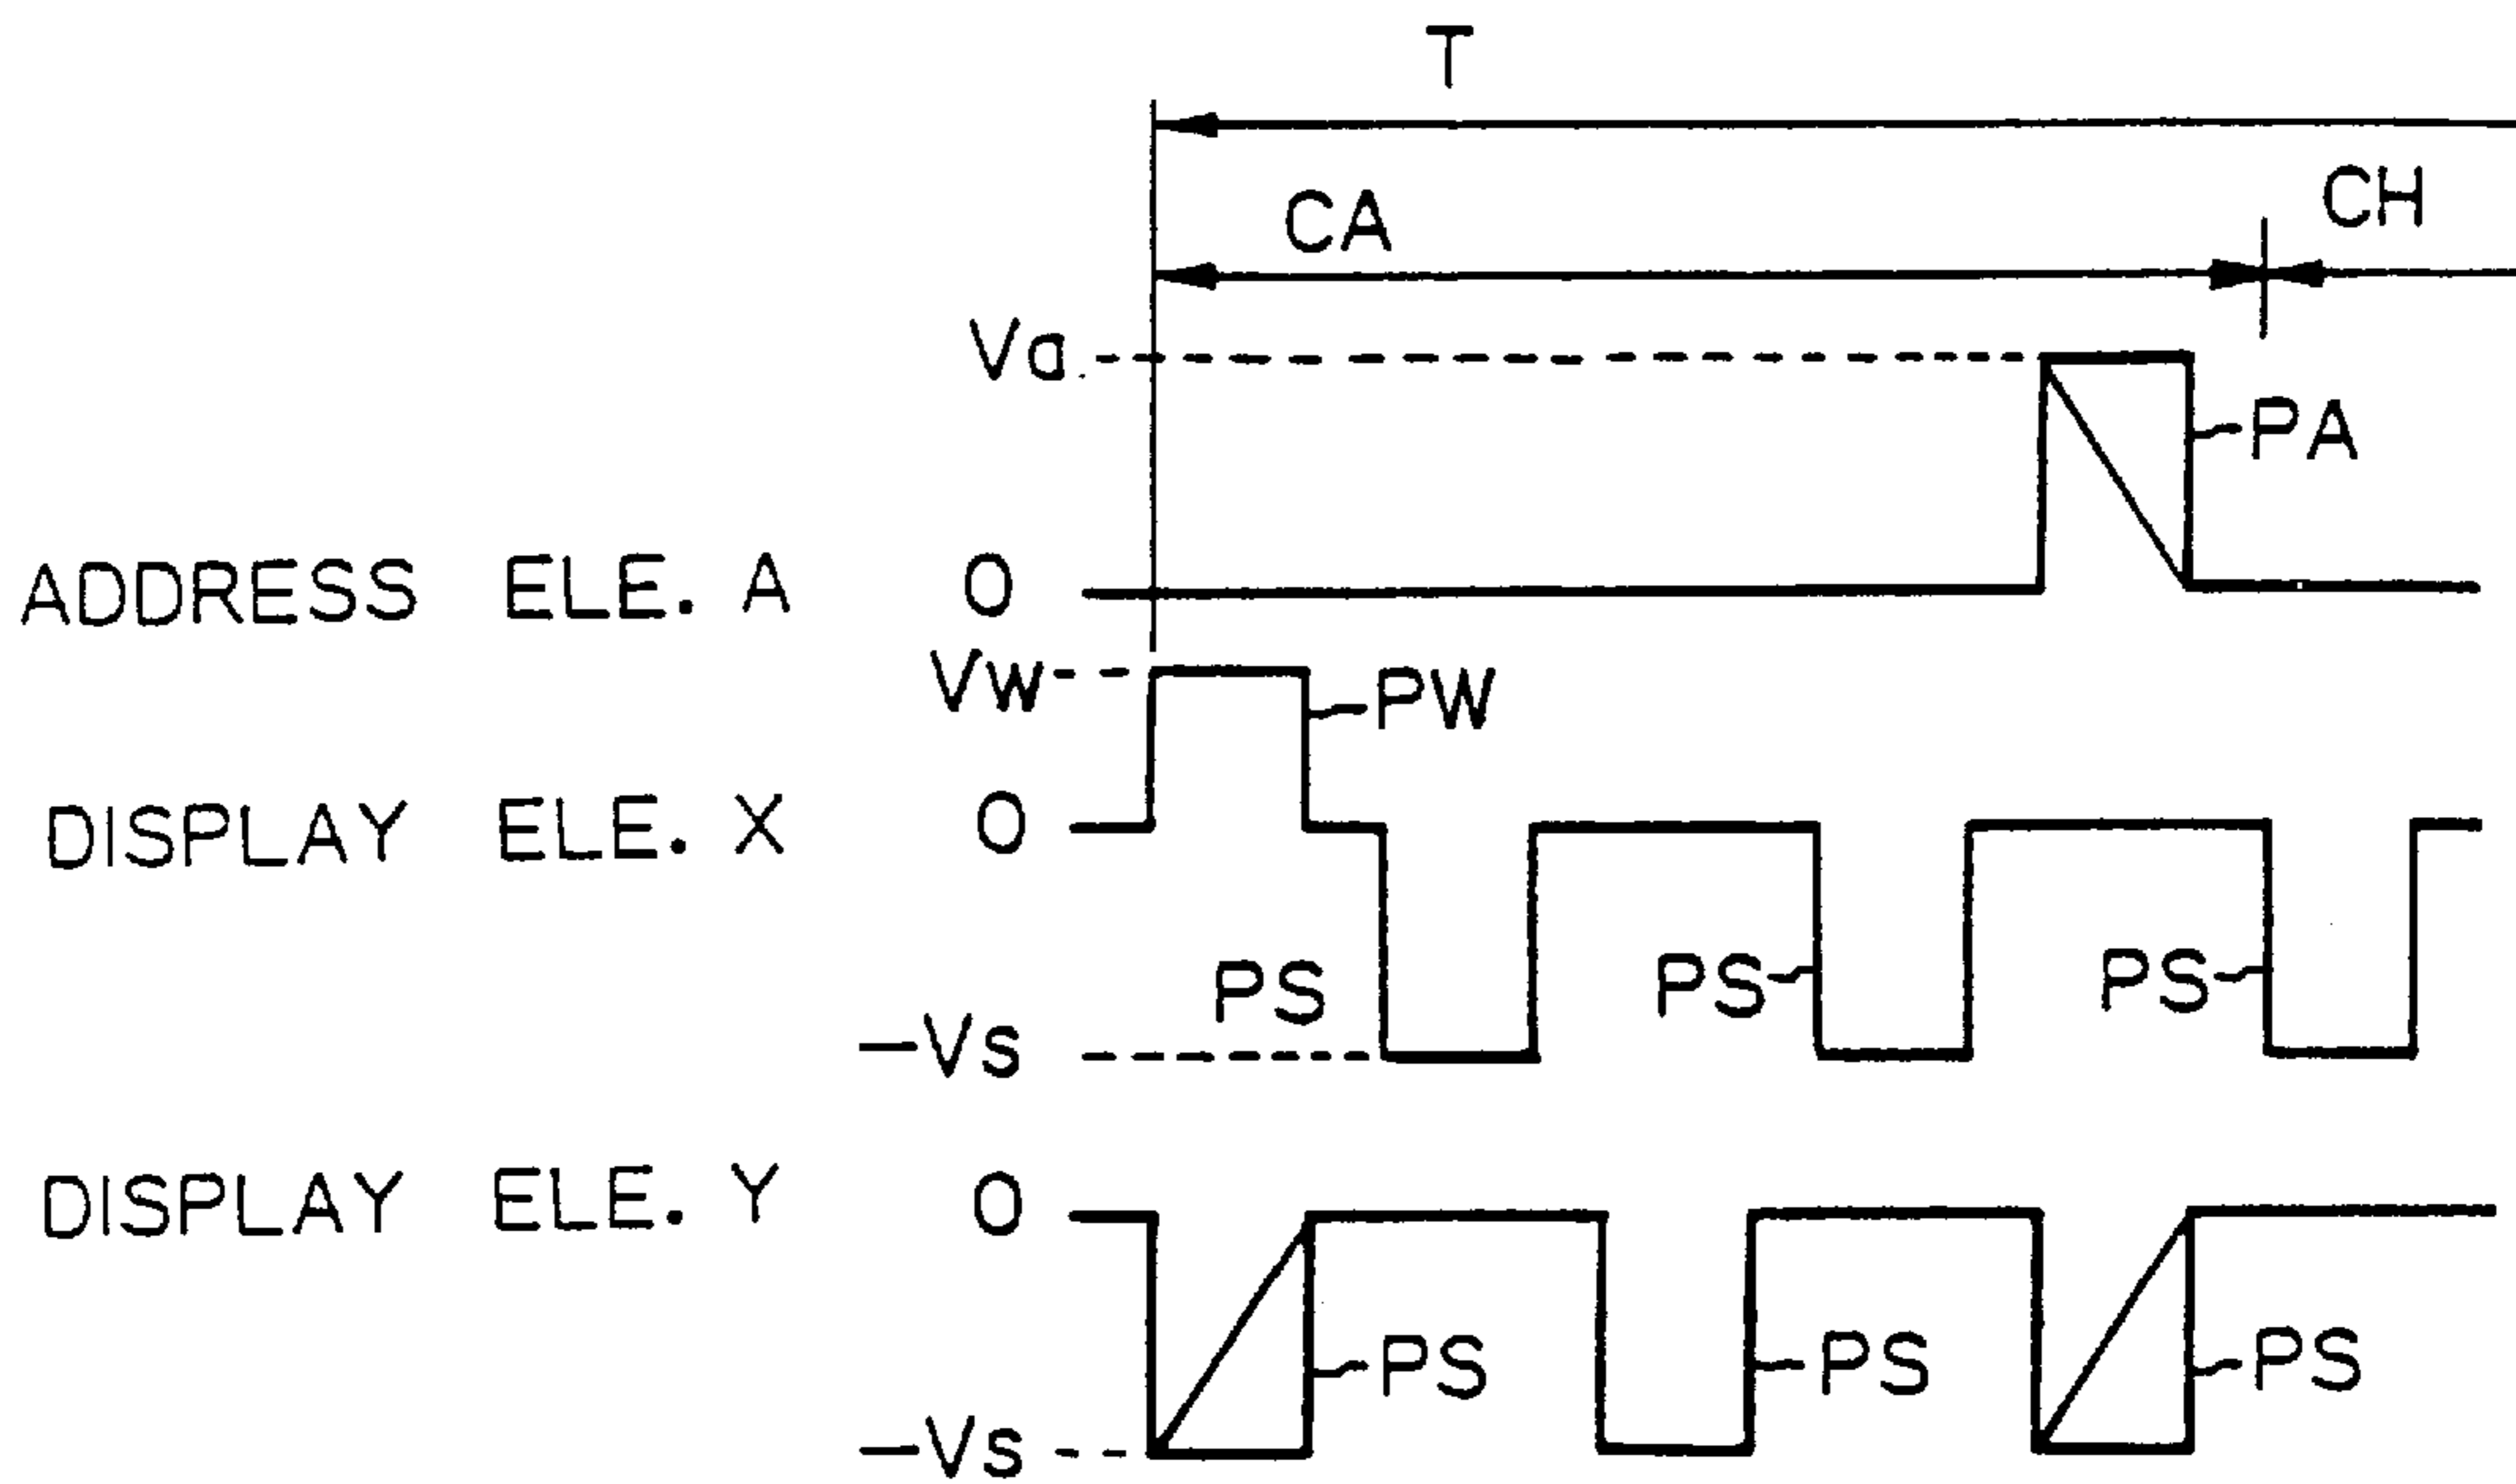 T
CA
CH
Va
PA
ADDRESS ELE. A
0
Vw
PW
DISPLAY ELE. X
0
PS
PS
PS
-Vs
DISPLAY ELE. Y
0
PS
PS
PS
-Vs